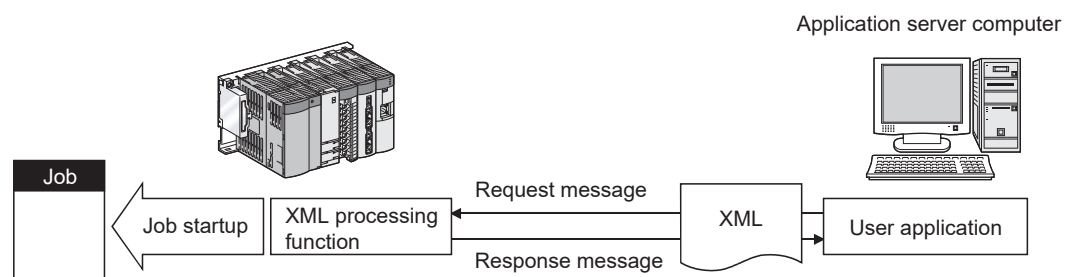 Application server computer
Job
Job startup
XML processing
function
Request message
Response message
XML
User application